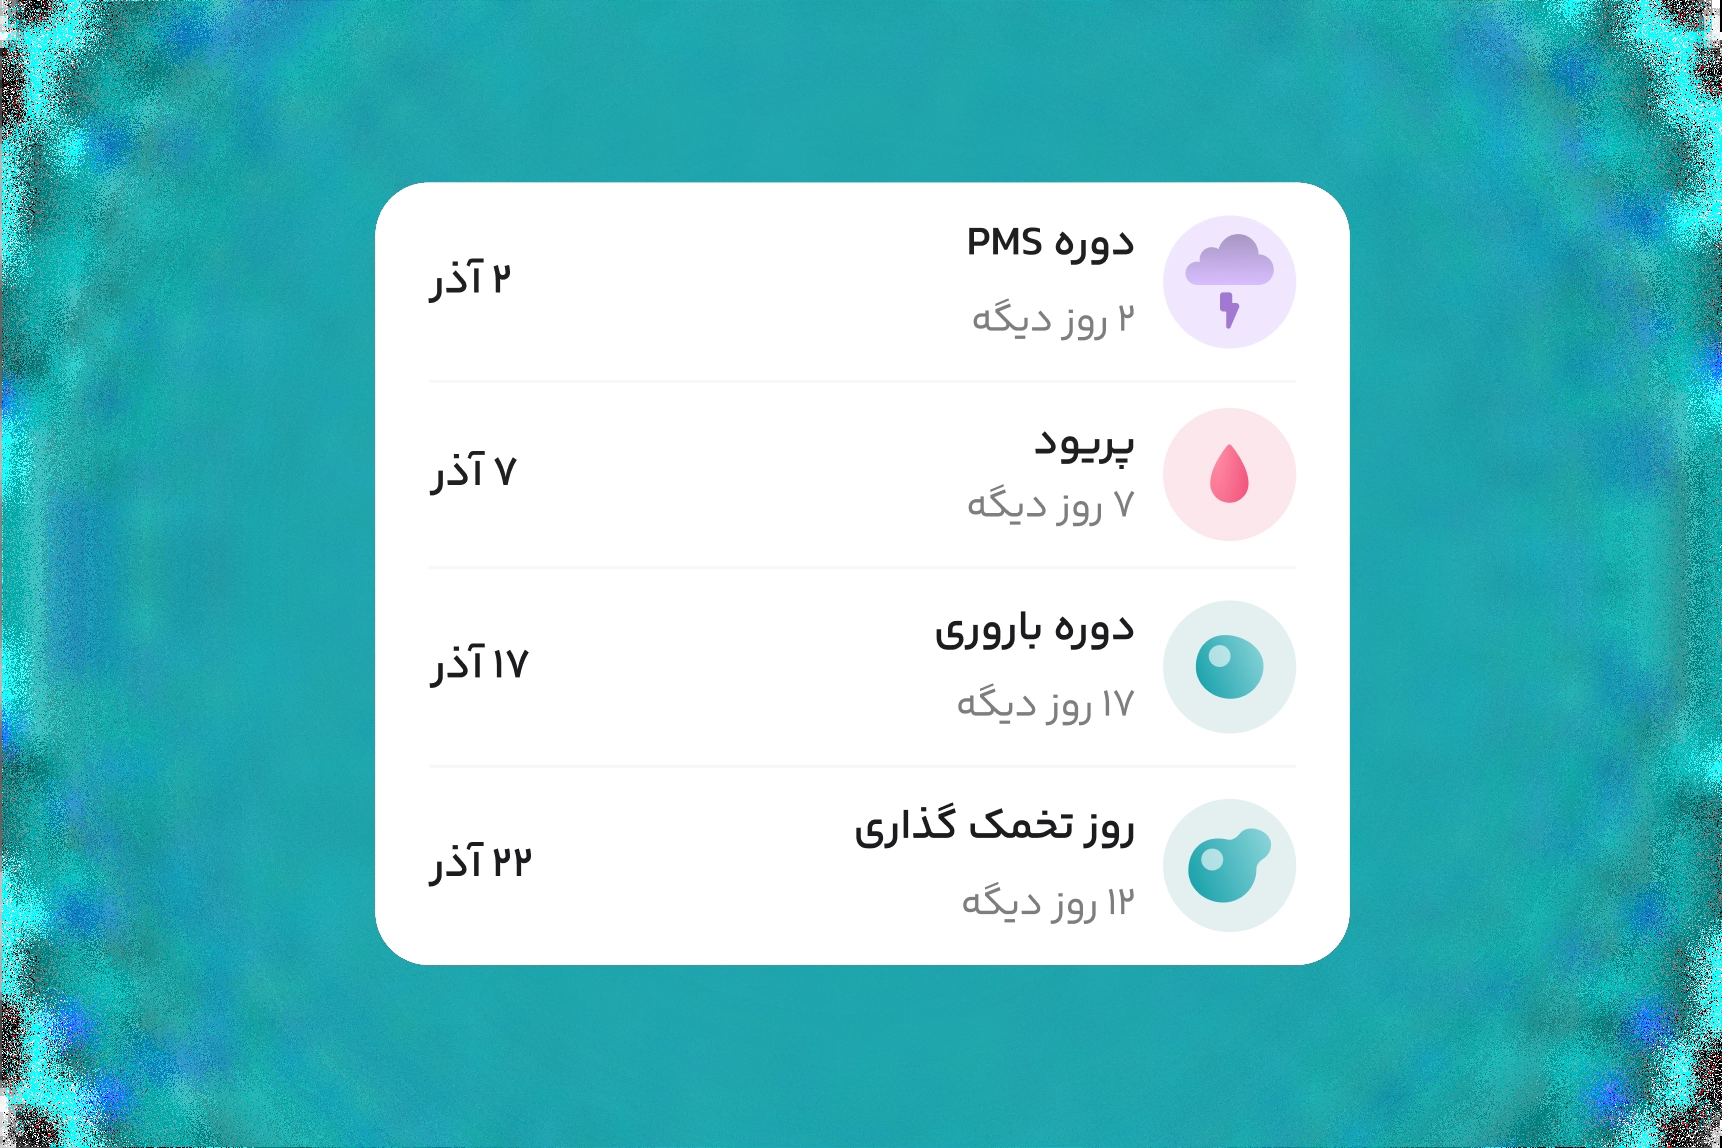 دوره PMS
۲ روز دیگه
۲ آذر
پریود
۷ روز دیگه
۷ آذر
دوره باروری
۱۷ روز دیگه
۱۷ آذر
روز تخمک گذاری
۱۲ روز دیگه
۲۲ آذر